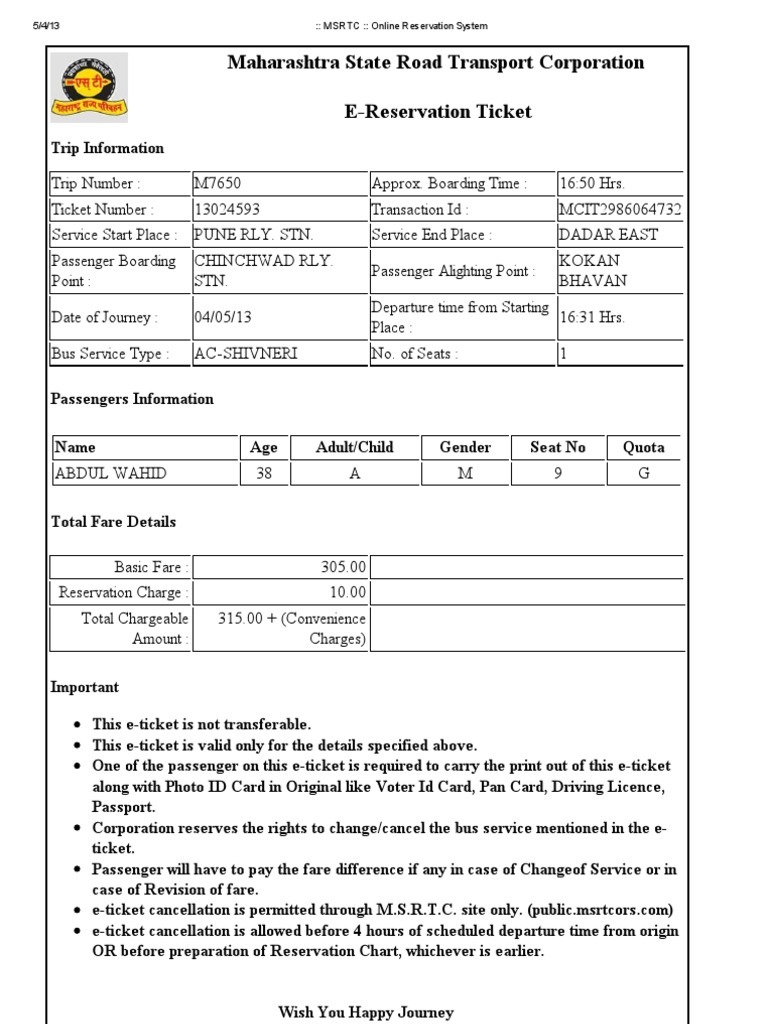 5/4/13 :: MSRTC :: Online Reservation System
एस टी
Maharashtra State Road Transport Corporation
E-Reservation Ticket
Trip Information
Trip Number : M7650 Approx. Boarding Time : 16:50 Hrs.
Ticket Number : 13024593 Transaction Id : MCIT2986064732
Service Start Place : PUNE RLY. STN. Service End Place : DADAR EAST
Passenger Boarding Point : CHINCHWAD RLY. STN. Passenger Alighting Point : KOKAN BHAVAN
Date of Journey : 04/05/13 Departure time from Starting Place : 16:31 Hrs.
Bus Service Type : AC-SHIVNERI No. of Seats : 1
Passengers Information
Name Age Adult/Child Gender Seat No Quota
ABDUL WAHID 38 A M 9 G
Total Fare Details
Basic Fare : 305.00
Reservation Charge : 10.00
Total Chargeable Amount : 315.00 + (Convenience Charges)
Important
This e-ticket is not transferable.
This e-ticket is valid only for the details specified above.
One of the passenger on this e-ticket is required to carry the print out of this e-ticket
along with Photo ID Card in Original like Voter Id Card, Pan Card, Driving Licence,
Passport.
Corporation reserves the rights to change/cancel the bus service mentioned in the e-
ticket.
Passenger will have to pay the fare difference if any in case of Changeof Service or in
case of Revision of fare.
e-ticket cancellation is permitted through M.S.R.T.C. site only. (public.msrtcors.com)
e-ticket cancellation is allowed before 4 hours of scheduled departure time from origin
OR before preparation of Reservation Chart, whichever is earlier.
Wish You Happy Journey